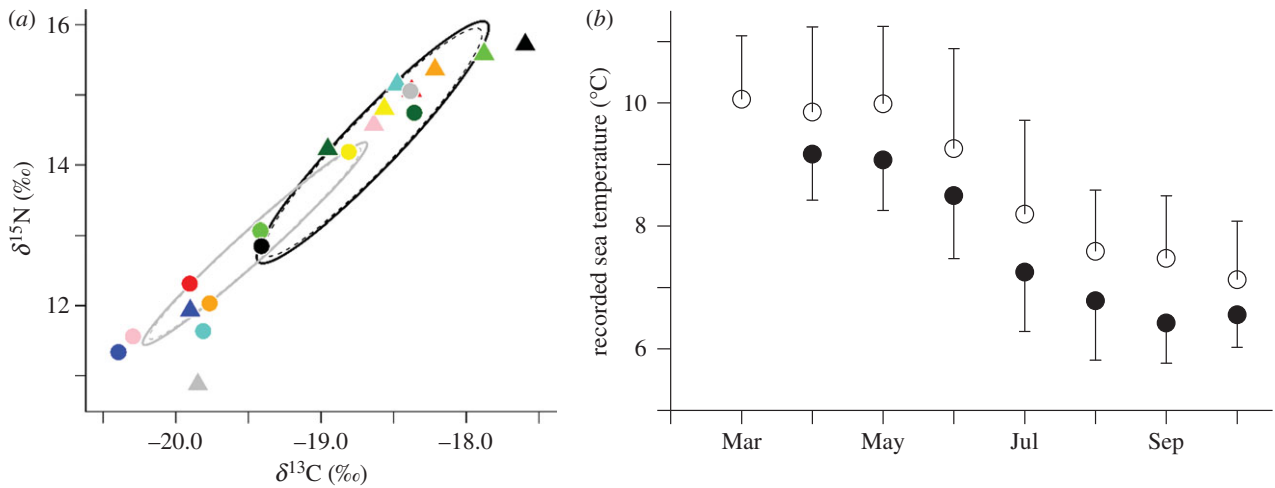 (a)
16
14
12
δ15N (‰)
–20.0 –19.0 –18.0
δ13C (‰)
(b)
10
8
6
recorded sea temperature (°C)
Mar May Jul Sep